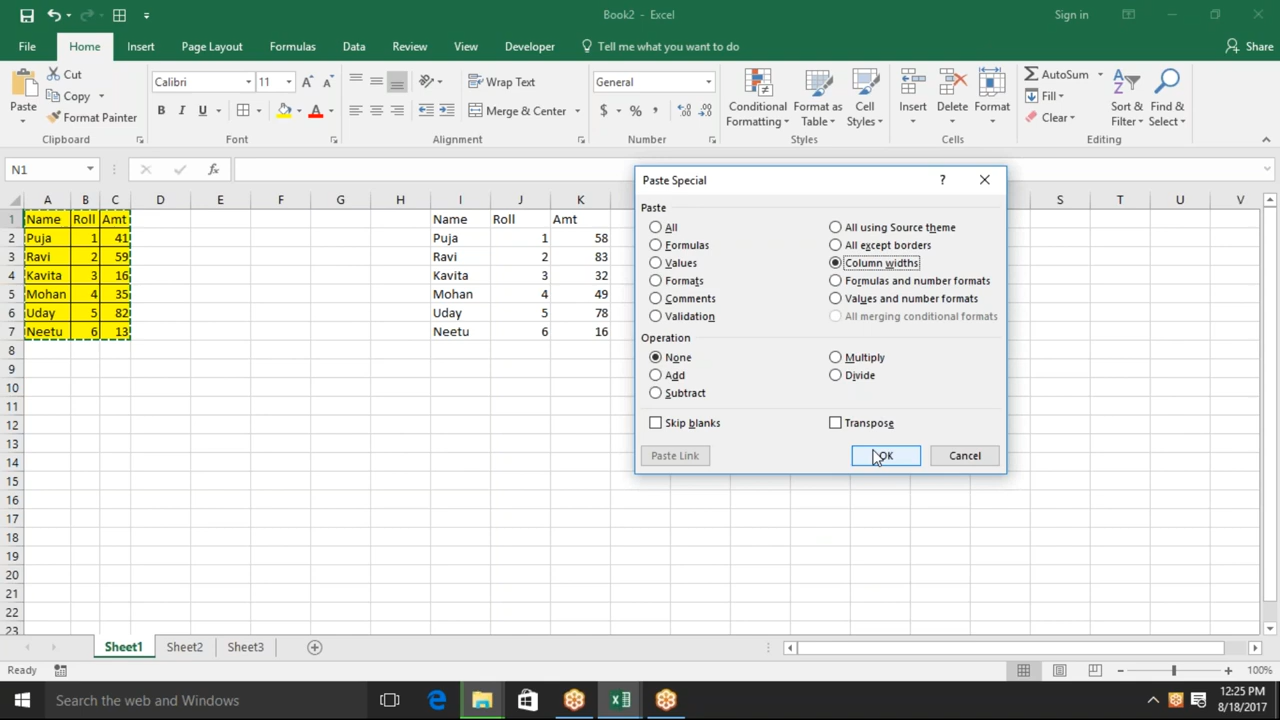 Book2 - Excel
Sign in
File Home Insert Page Layout Formulas Data Review View Developer Tell me what you want to do Share
Paste
Cut
Copy
Format Painter
Clipboard
Calibri 11
B I U
Font
Wrap Text
Merge & Center
Alignment
General
$ % ,
Number
Conditional Formatting
Format as Table
Cell Styles
Styles
Insert
Delete
Format
Cells
AutoSum
Fill
Clear
Sort & Filter
Find & Select
Editing
N1
fx
A B C D E F G H I J K S T U V
1 Name Roll Amt Name Roll Amt
2 Puja 1 41 Puja 1 58
3 Ravi 2 59 Ravi 2 83
4 Kavita 3 16 Kavita 3 32
5 Mohan 4 35 Mohan 4 49
6 Uday 5 82 Uday 5 78
7 Neetu 6 13 Neetu 6 16
8
9
10
11
12
13
14
15
16
17
18
19
20
21
22
23
Paste Special ?
Paste
All All using Source theme
Formulas All except borders
Values Column widths
Formats Formulas and number formats
Comments Values and number formats
Validation All merging conditional formats
Operation
None Multiply
Add Divide
Subtract
Skip blanks Transpose
Paste Link OK Cancel
Sheet1 Sheet2 Sheet3
Ready 100%
Search the web and Windows
12:25 PM
8/18/2017